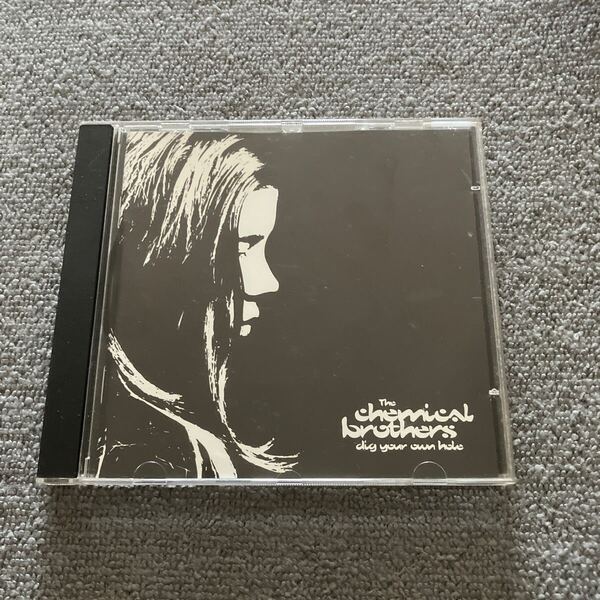 The
chemical
brothers
dig your own hole